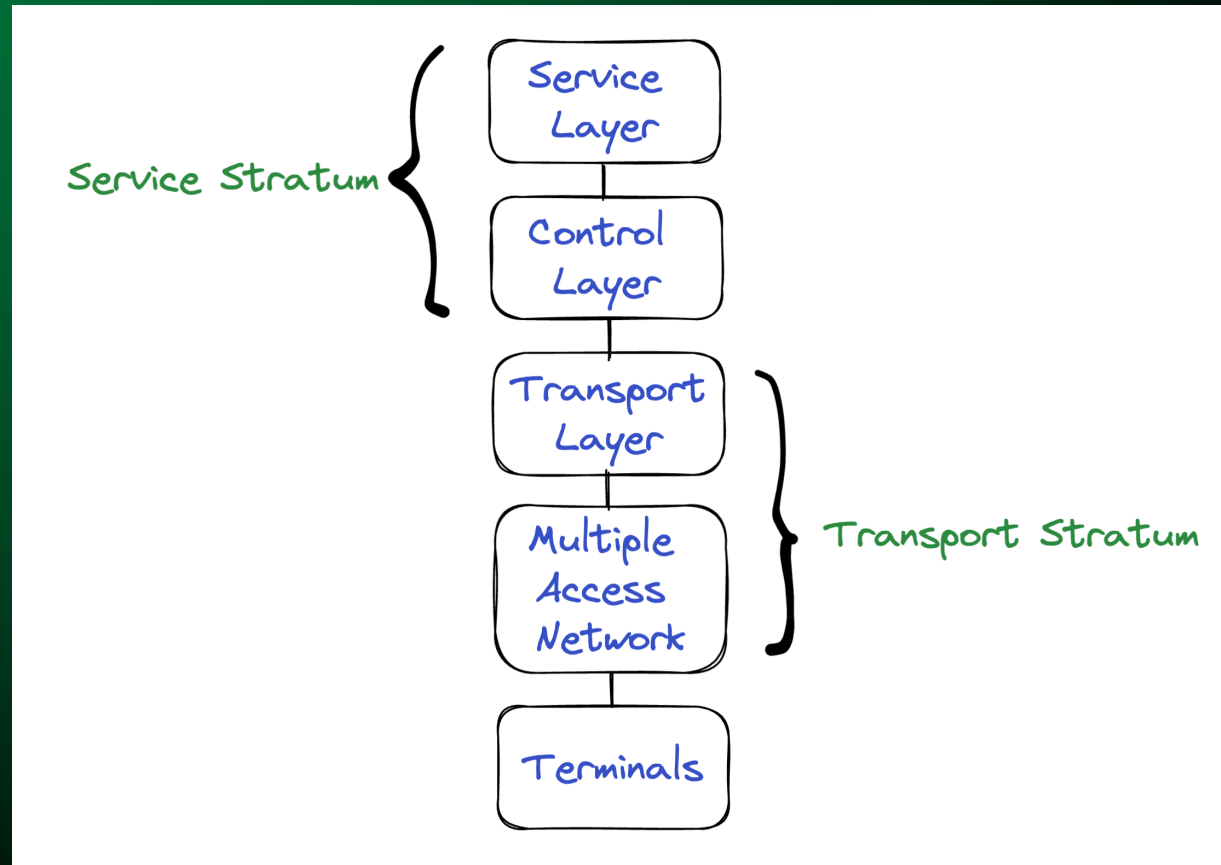 Service
Layer
Service Stratum
Control
Layer
Transport
Layer
Multiple
Access
Network
Transport Stratum
Terminals